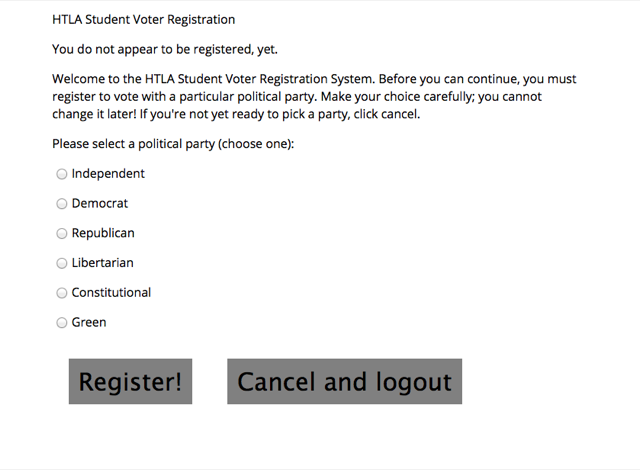 HTLA Student Voter Registration
You do not appear to be registered, yet.
Welcome to the HTLA Student Voter Registration System. Before you can continue, you must
register to vote with a particular political party. Make your choice carefully; you cannot
change it later! If you're not yet ready to pick a party, click cancel.
Please select a political party (choose one):
Independent
Democrat
Republican
Libertarian
Constitutional
Green
Register! Cancel and logout